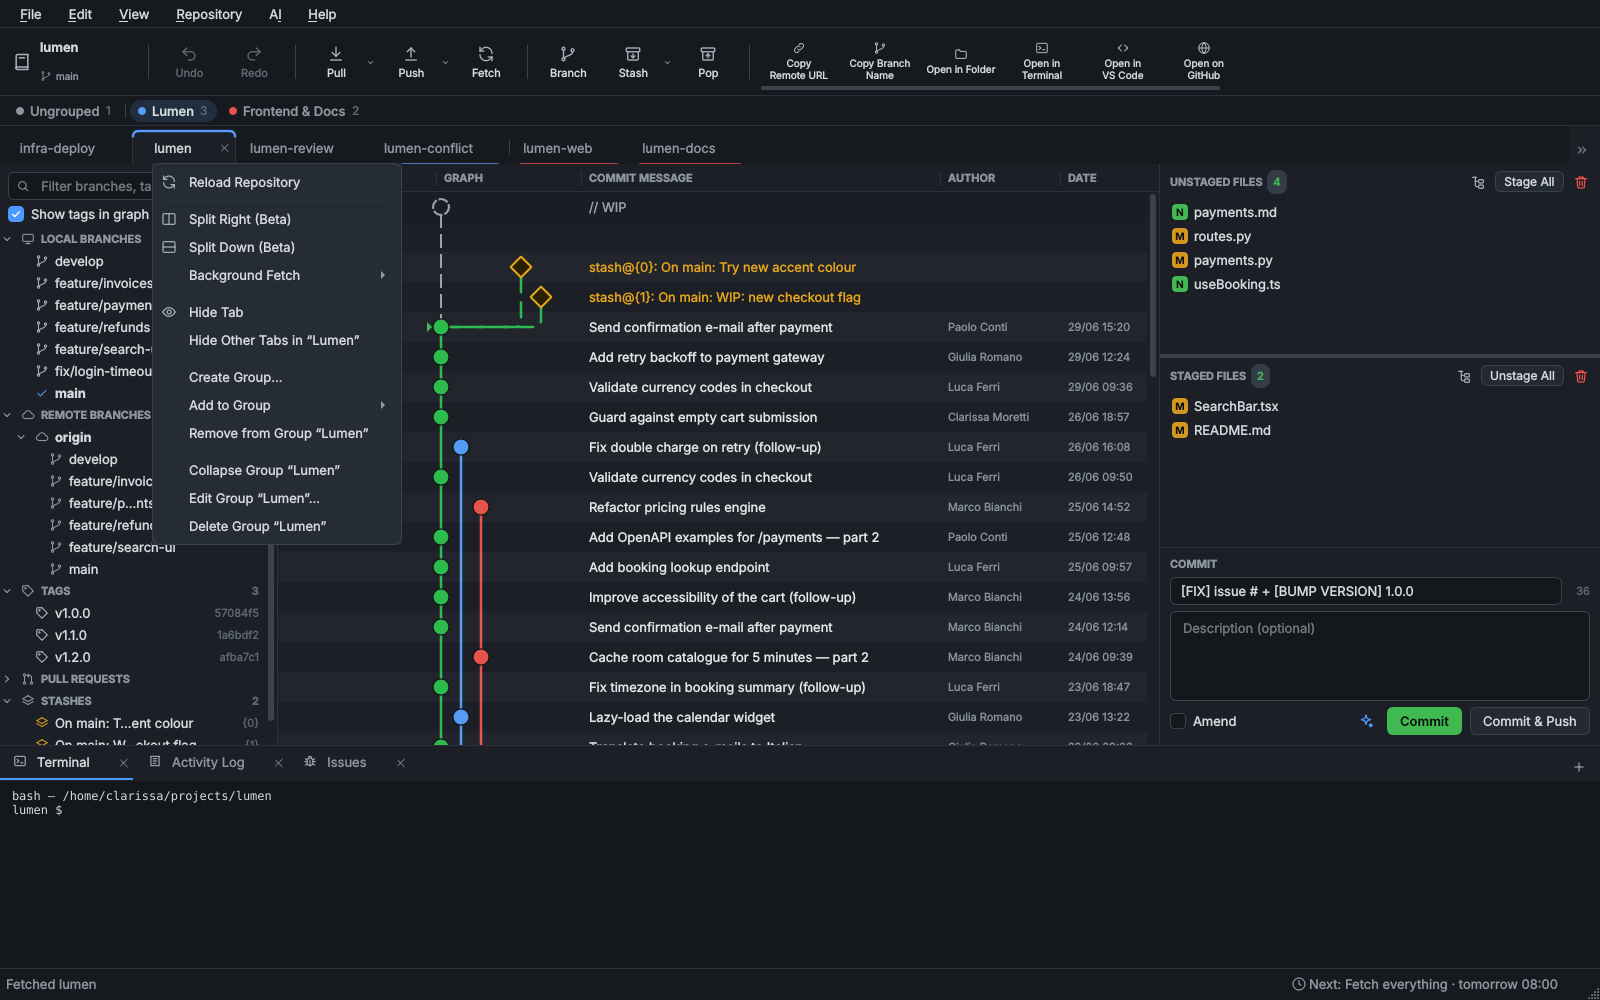 File Edit View Repository AI Help
lumen
main
Undo Redo Pull Push Fetch Branch Stash Pop
Copy Remote URL
Copy Branch Name
Open in Folder
Open in Terminal
Open in VS Code
Open on GitHub
Ungrouped 1 Lumen 3 Frontend & Docs 2
infra-deploy lumen lumen-review lumen-conflict lumen-web lumen-docs
Filter branches, ta
Show tags in graph
LOCAL BRANCHES
develop
feature/invoices
feature/paymen
feature/refunds
feature/search-
fix/login-timeou
main
REMOTE BRANCHES
origin
develop
feature/invoic
feature/p...nts
feature/refund
feature/search-ui
main
TAGS 3
v1.0.0 57084f5
v1.1.0 1a6bdf2
v1.2.0 afba7c1
PULL REQUESTS
STASHES 2
On main: T...ent colour {0}
On main: W...ckout flag {1}
Reload Repository
Split Right (Beta)
Split Down (Beta)
Background Fetch
Hide Tab
Hide Other Tabs in “Lumen”
Create Group...
Add to Group
Remove from Group “Lumen”
Collapse Group “Lumen”
Edit Group “Lumen”...
Delete Group “Lumen”
GRAPH COMMIT MESSAGE AUTHOR DATE
// WIP
stash@{0}: On main: Try new accent colour
stash@{1}: On main: WIP: new checkout flag
Send confirmation e-mail after payment Paolo Conti 29/06 15:20
Add retry backoff to payment gateway Giulia Romano 29/06 12:24
Validate currency codes in checkout Luca Ferri 29/06 09:36
Guard against empty cart submission Clarissa Moretti 26/06 18:57
Fix double charge on retry (follow-up) Luca Ferri 26/06 16:08
Validate currency codes in checkout Luca Ferri 26/06 09:50
Refactor pricing rules engine Marco Bianchi 25/06 14:52
Add OpenAPI examples for /payments — part 2 Paolo Conti 25/06 12:48
Add booking lookup endpoint Luca Ferri 25/06 09:57
Improve accessibility of the cart (follow-up) Marco Bianchi 24/06 13:56
Send confirmation e-mail after payment Marco Bianchi 24/06 12:14
Cache room catalogue for 5 minutes — part 2 Marco Bianchi 24/06 09:39
Fix timezone in booking summary (follow-up) Luca Ferri 23/06 18:47
Lazy-load the calendar widget Giulia Romano 23/06 13:22
UNSTAGED FILES 4 Stage All
N payments.md
M routes.py
M payments.py
N useBooking.ts
STAGED FILES 2 Unstage All
M SearchBar.tsx
M README.md
COMMIT
[FIX] issue # + [BUMP VERSION] 1.0.0 36
Description (optional)
Amend Commit Commit & Push
Terminal Activity Log Issues
bash — /home/clarissa/projects/lumen
lumen $
Fetched lumen Next: Fetch everything · tomorrow 08:00